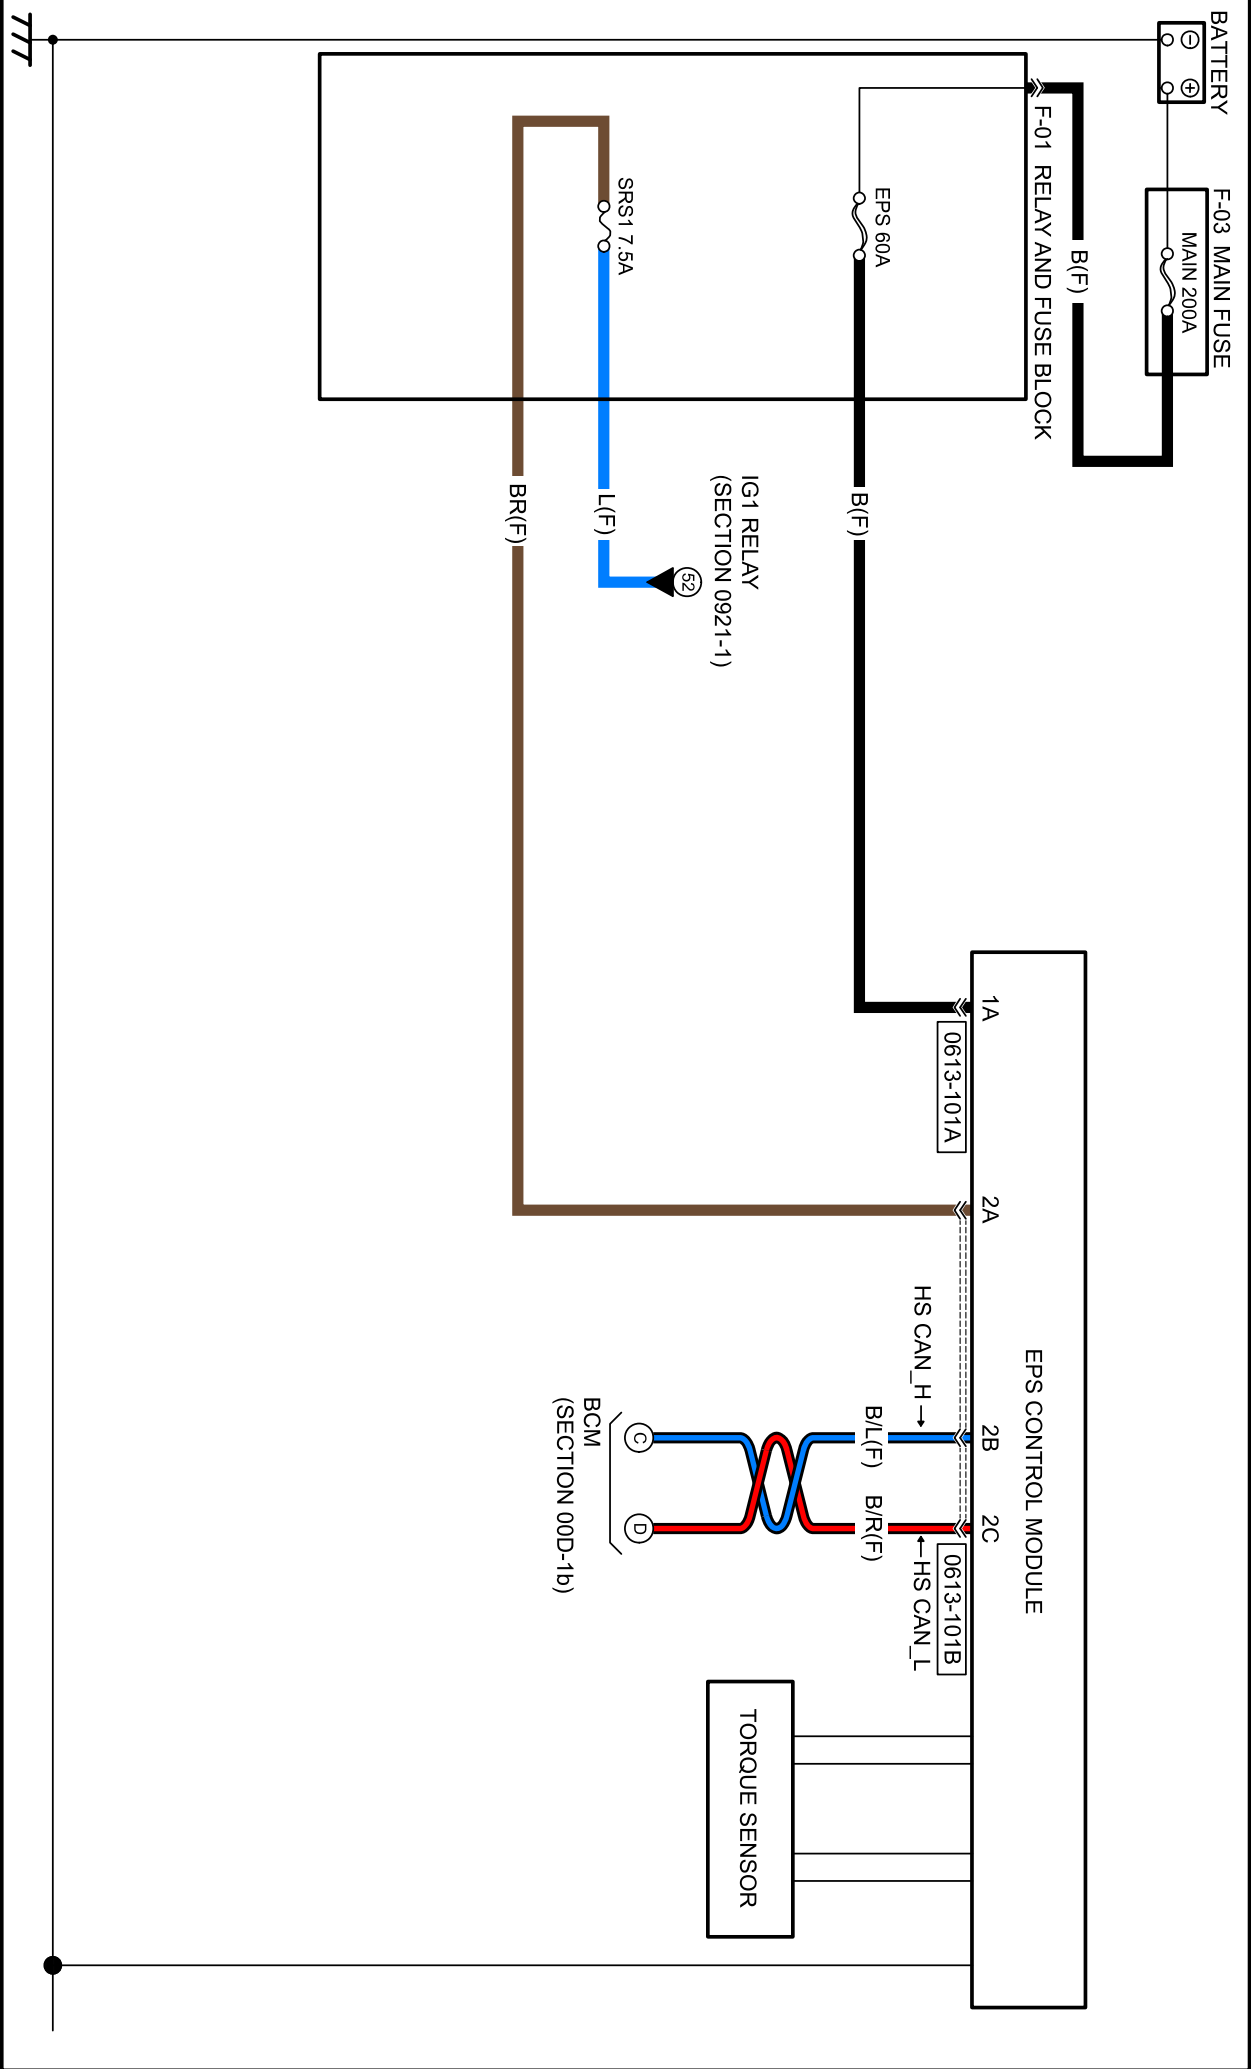 BATTERY
F-03 MAIN FUSE
MAIN 200A
B(F)
F-01 RELAY AND FUSE BLOCK
EPS 60A
SRS1 7.5A
B(F)
L(F)
BR(F)
IG1 RELAY
(SECTION 0921-1)
52
EPS CONTROL MODULE
1A
2A
2B
2C
0613-101A
0613-101B
HS CAN_H
HS CAN_L
B/L(F)
B/R(F)
C
D
BCM
(SECTION 00D-1b)
TORQUE SENSOR